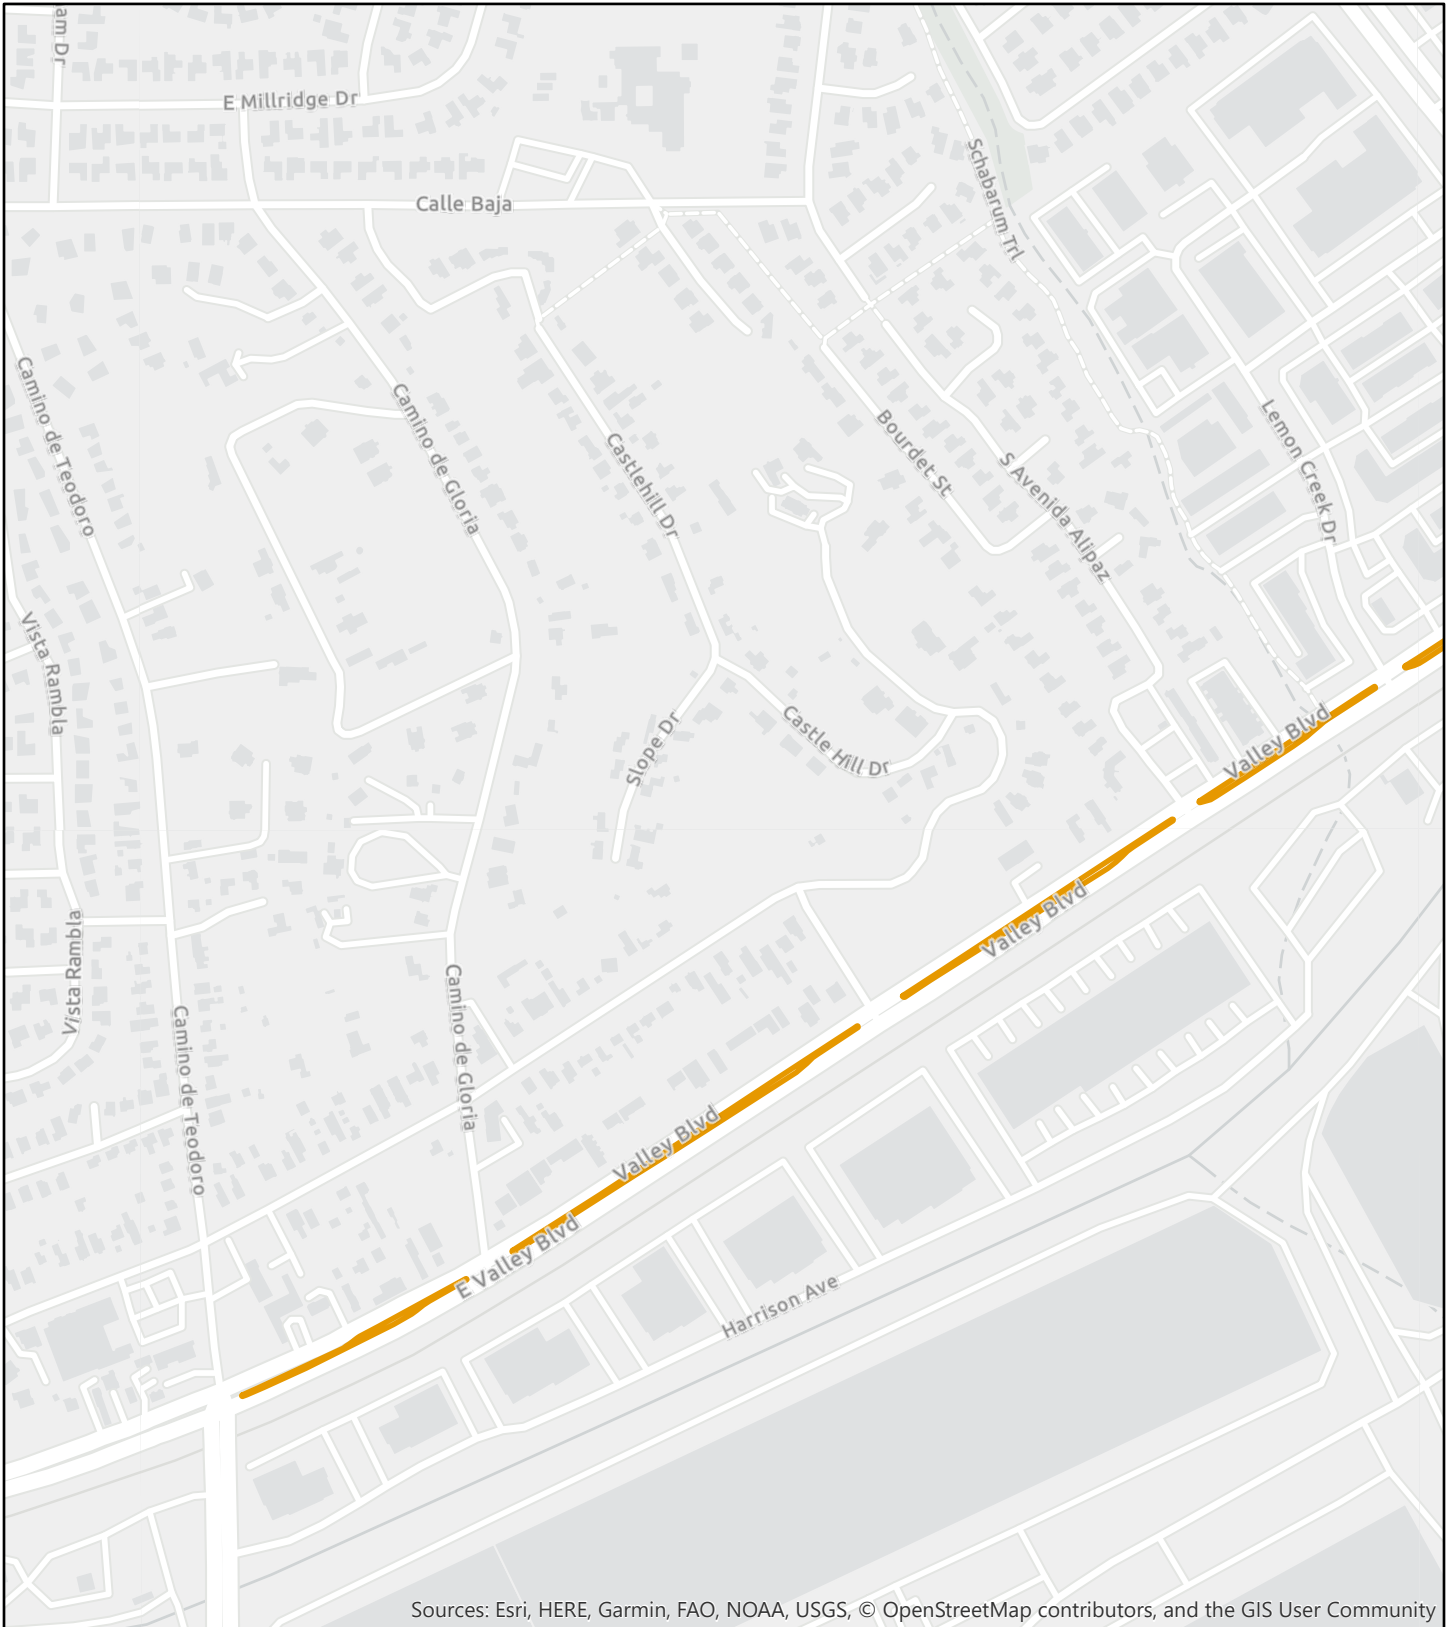 am Dr
E Millridge Dr
Calle Baja
Schabarum Trl
Camino de Teodoro
Camino de Gloria
Castlehill Dr
Bourdet St
S Avenida Alipaz
Lemon Creek Dr
Vista Rambla
Slope Dr
Castle Hill Dr
Valley Blvd
Valley Blvd
Vista Rambla
Camino de Teodoro
Camino de Gloria
Valley Blvd
E Valley Blvd
Harrison Ave
Sources: Esri, HERE, Garmin, FAO, NOAA, USGS, © OpenStreetMap contributors, and the GIS User Community